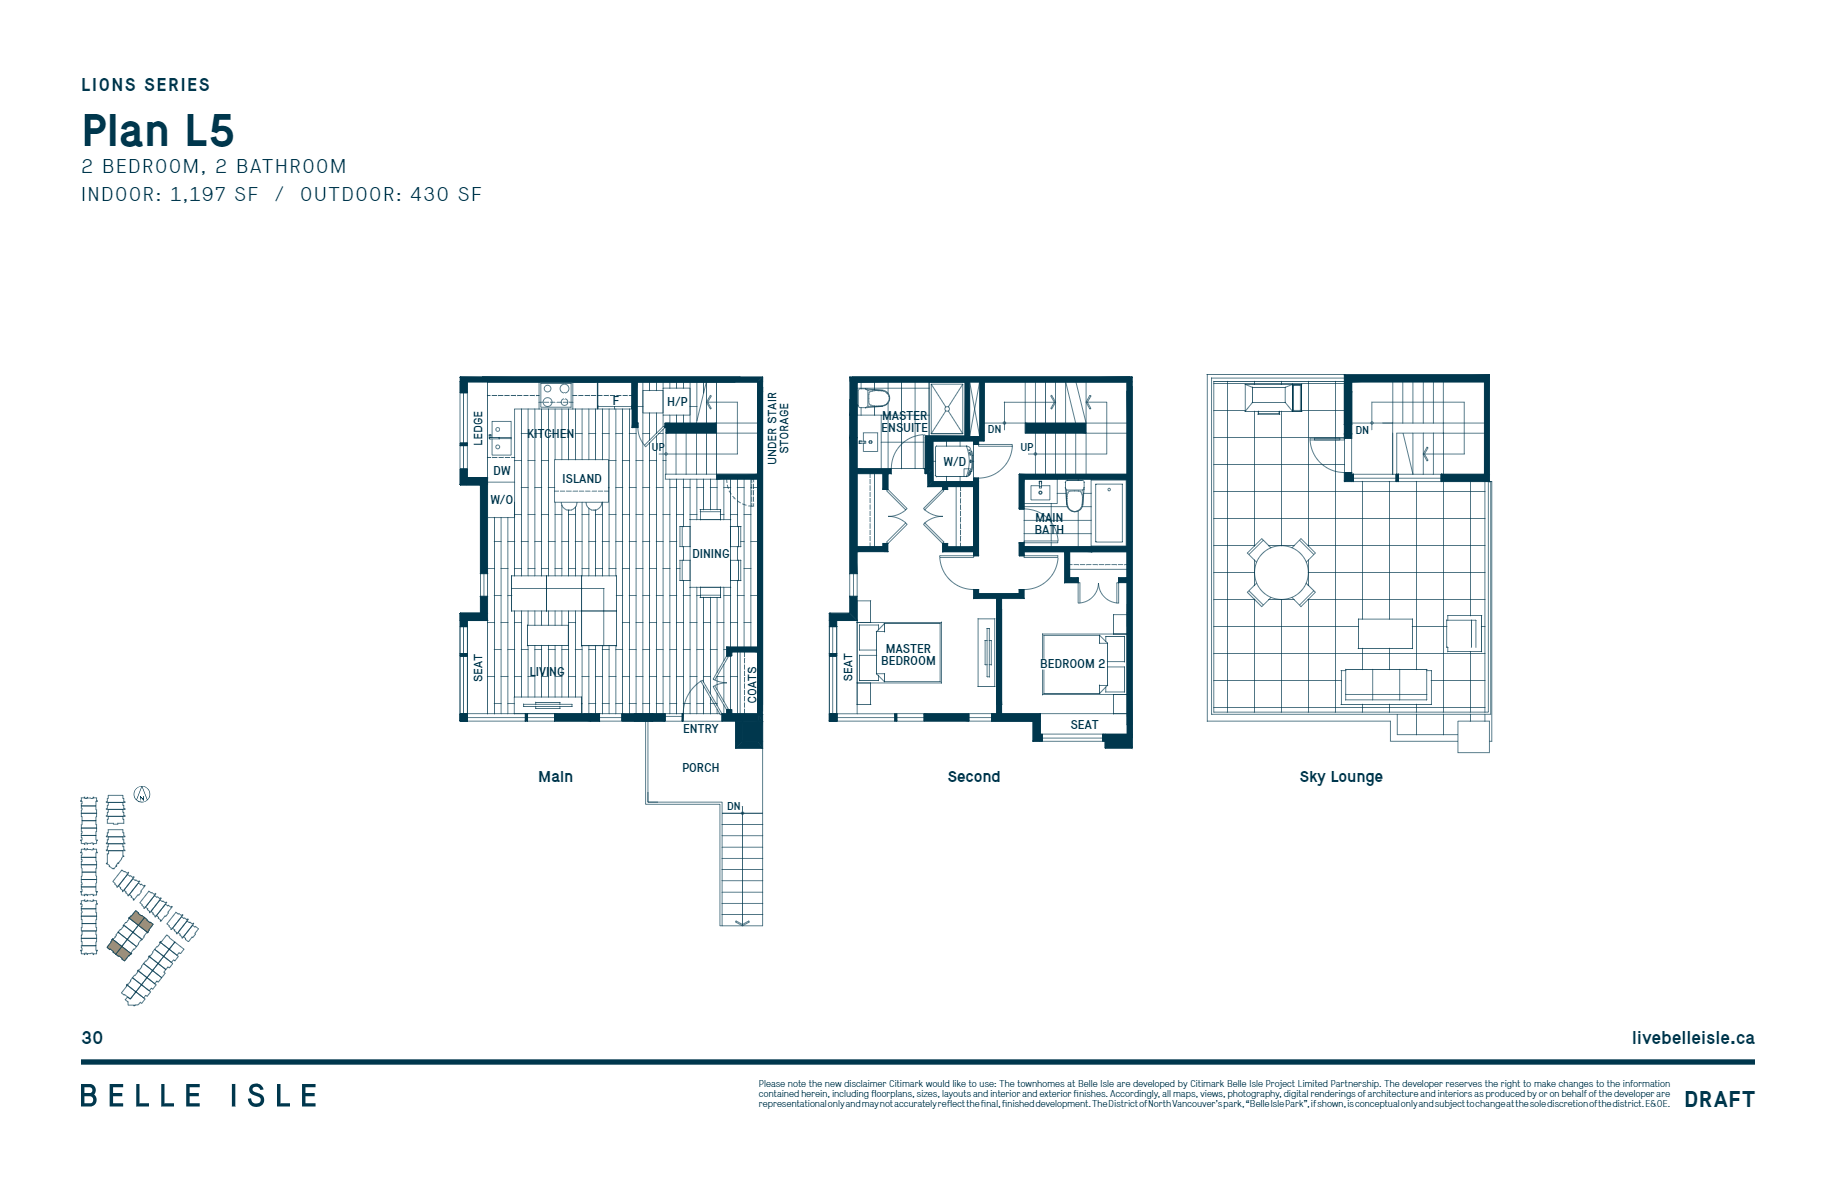 LIONS SERIES
Plan L5
2 BEDROOM, 2 BATHROOM
INDOOR: 1,197 SF / OUTDOOR: 430 SF
LEDGE
KITCHEN
F
H/P
UP
UNDER STAIR
STORAGE
DW
W/O
ISLAND
DINING
SEAT
LIVING
COATS
ENTRY
PORCH
DN
Main
MASTER
ENSUITE
DN
UP
W/D
MAIN
BATH
SEAT
MASTER
BEDROOM
BEDROOM 2
SEAT
Second
DN
Sky Lounge
N
30
livebelleisle.ca
BELLE ISLE
Please note the new disclaimer Citimark would like to use: The townhomes at Belle Isle are developed by Citimark Belle Isle Project Limited Partnership. The developer reserves the right to make changes to the information
contained herein, including floorplans, sizes, layouts and interior and exterior finishes. Accordingly, all maps, views, photography, digital renderings of architecture and interiors as produced by or on behalf of the developer are
representational only and may not accurately reflect the final, finished development. The District of North Vancouver's park, "Belle Isle Park", if shown, is conceptual only and subject to change at the sole discretion of the district. E&OE.
DRAFT